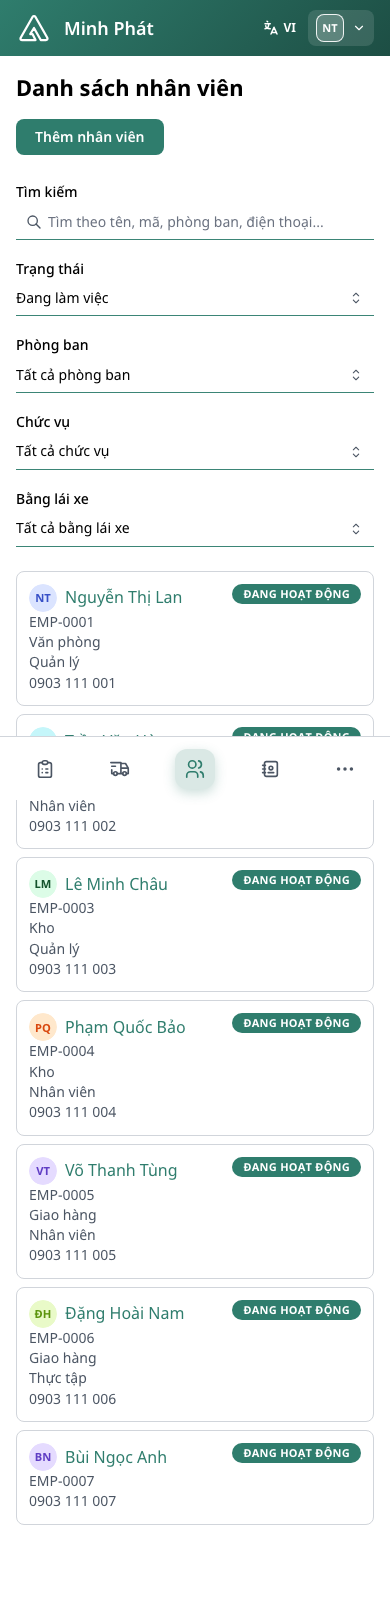 Minh Phát
VI
NT
Danh sách nhân viên
Thêm nhân viên
Tìm kiếm
Tìm theo tên, mã, phòng ban, điện thoại...
Trạng thái
Đang làm việc
Phòng ban
Tất cả phòng ban
Chức vụ
Tất cả chức vụ
Bằng lái xe
Tất cả bằng lái xe
NT Nguyễn Thị Lan ĐANG HOẠT ĐỘNG
EMP-0001
Văn phòng
Quản lý
0903 111 001
Nhân viên
0903 111 002
LM Lê Minh Châu ĐANG HOẠT ĐỘNG
EMP-0003
Kho
Quản lý
0903 111 003
PQ Phạm Quốc Bảo ĐANG HOẠT ĐỘNG
EMP-0004
Kho
Nhân viên
0903 111 004
VT Võ Thanh Tùng ĐANG HOẠT ĐỘNG
EMP-0005
Giao hàng
Nhân viên
0903 111 005
ĐH Đặng Hoài Nam ĐANG HOẠT ĐỘNG
EMP-0006
Giao hàng
Thực tập
0903 111 006
BN Bùi Ngọc Anh ĐANG HOẠT ĐỘNG
EMP-0007
0903 111 007